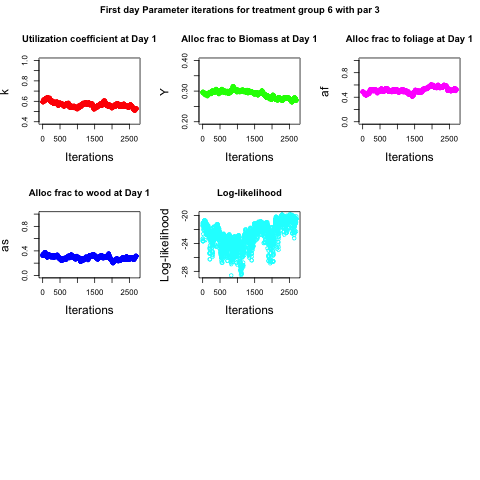 First day Parameter iterations for treatment group 6 with par 3
Utilization coefficient at Day 1
k
0.4 0.6 0.8 1.0
0 500 1500 2500
Iterations
Alloc frac to Biomass at Day 1
Y
0.20 0.30 0.40
0 500 1500 2500
Iterations
Alloc frac to foliage at Day 1
af
0.0 0.4 0.8
0 500 1500 2500
Iterations
Alloc frac to wood at Day 1
as
0.0 0.4 0.8
0 500 1500 2500
Iterations
Log-likelihood
Log-likelihood
-28 -24 -20
0 500 1500 2500
Iterations